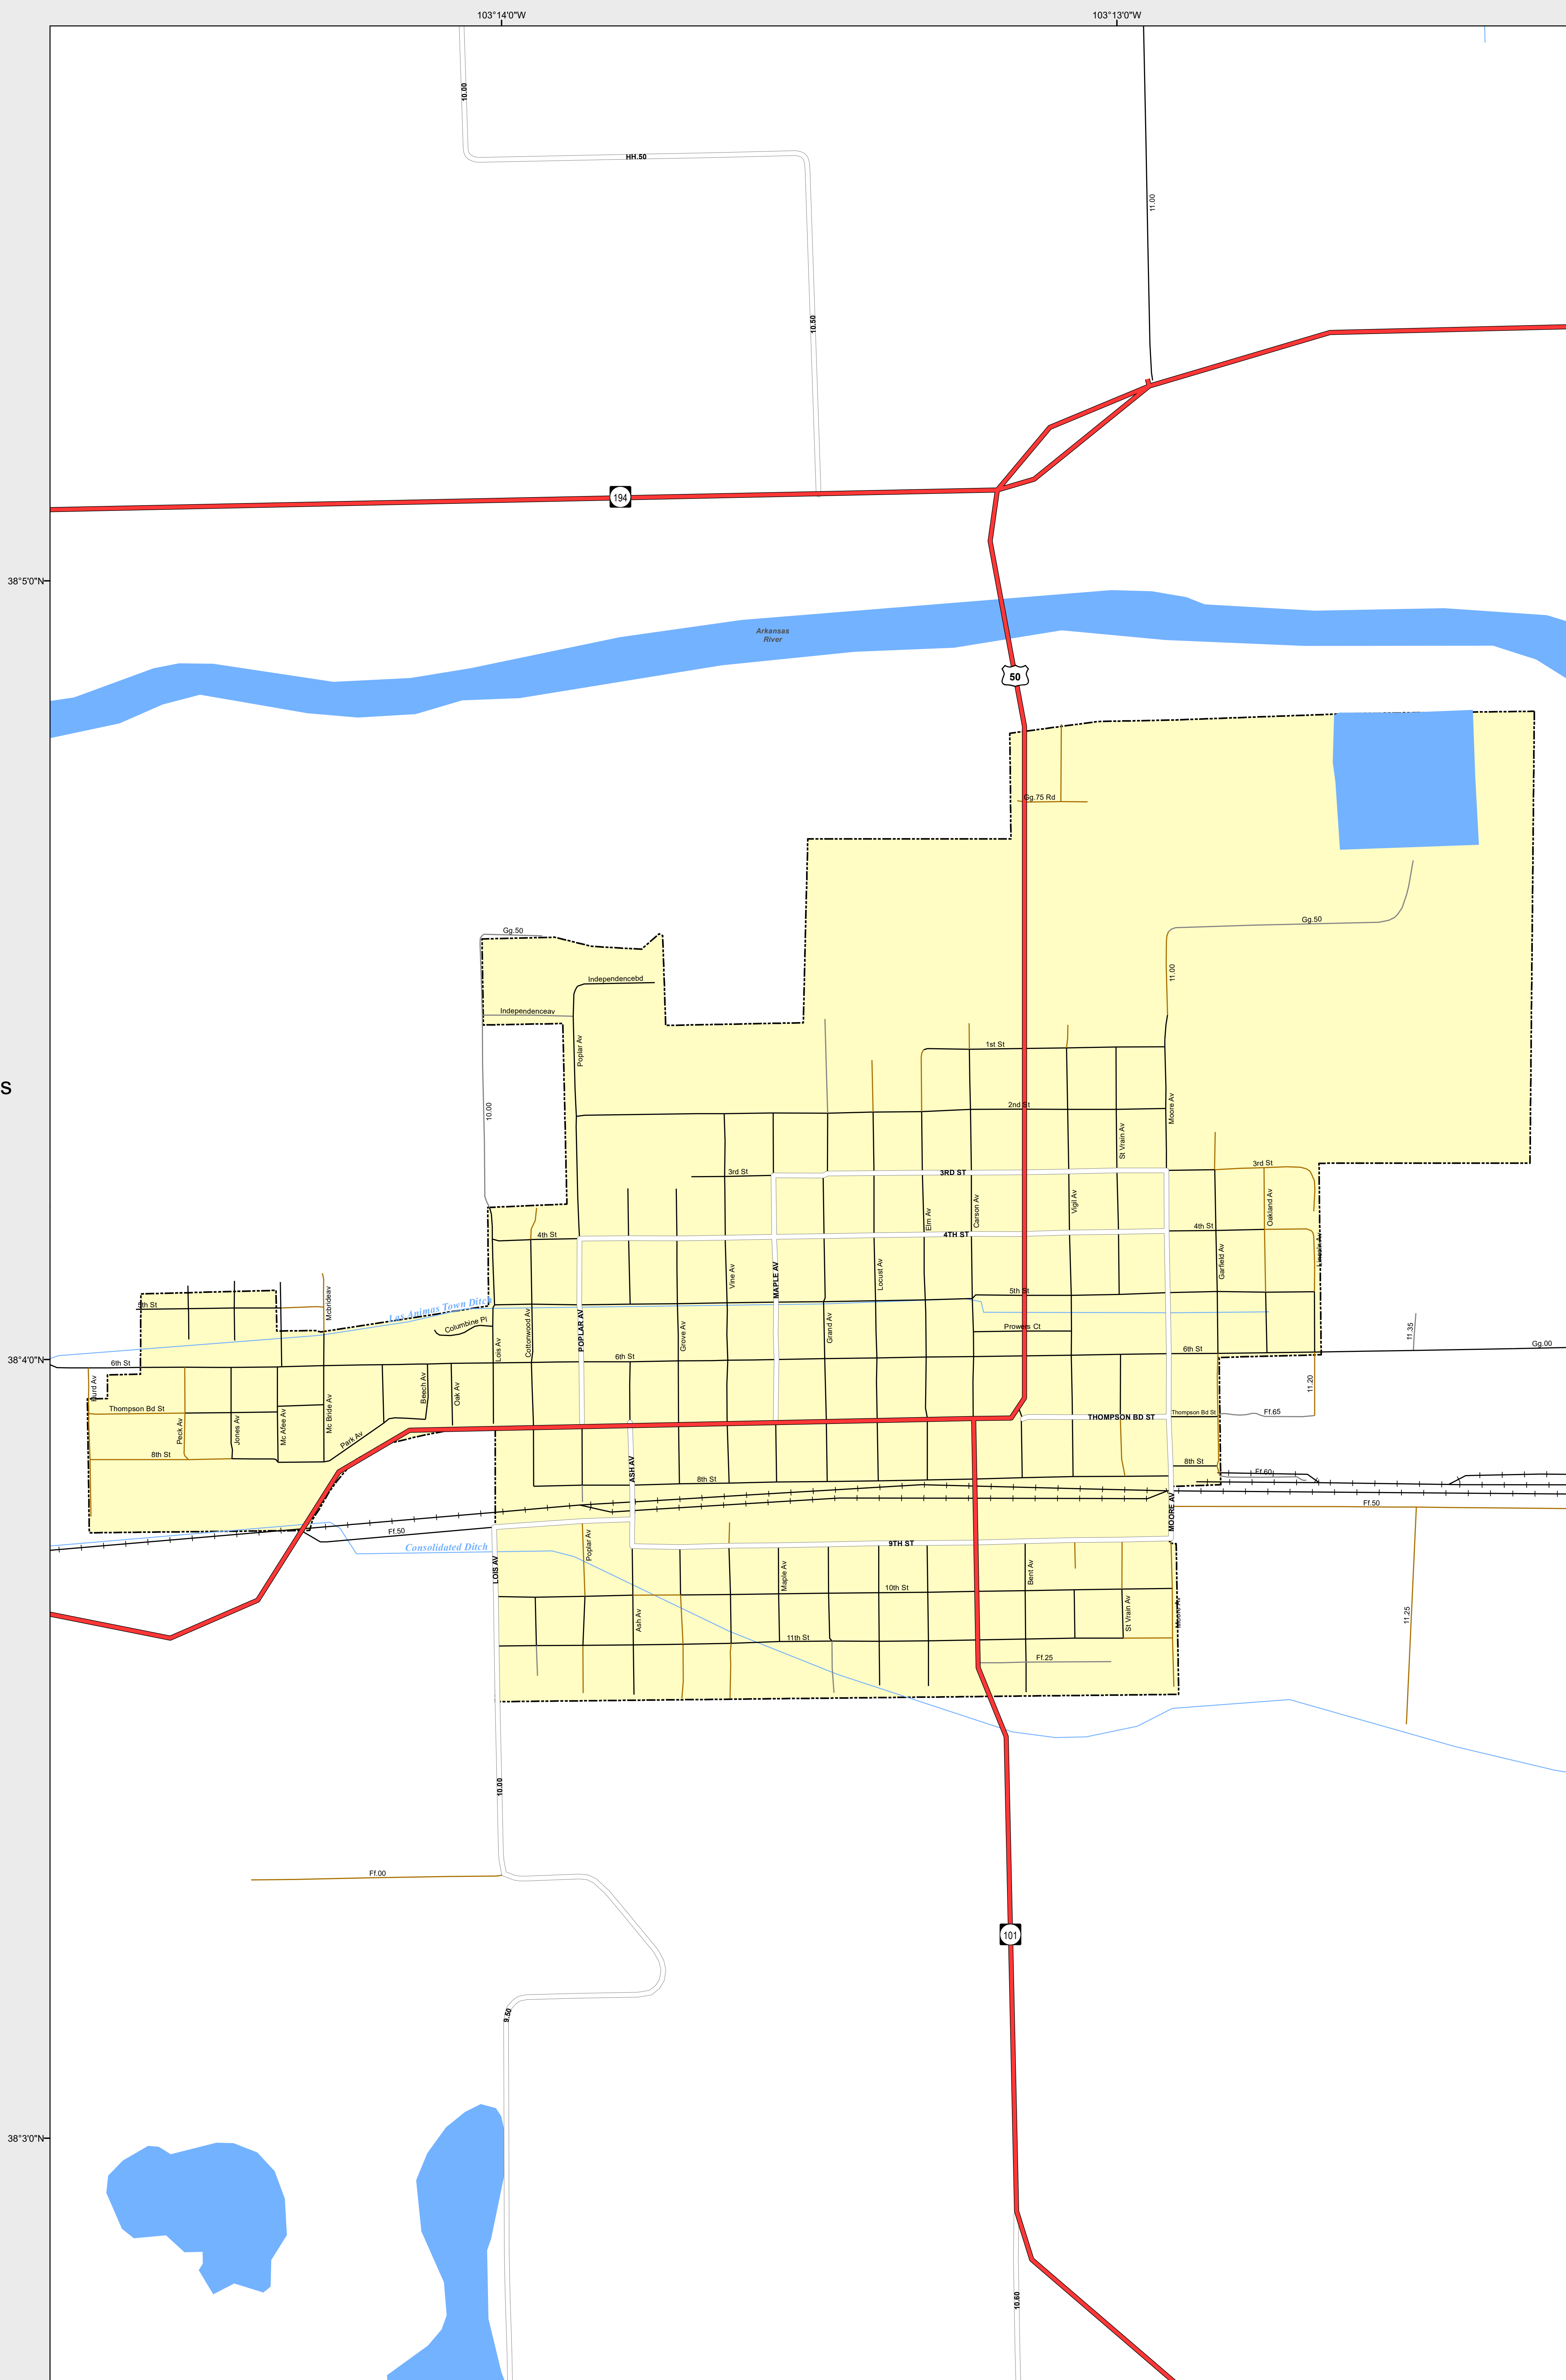 103°14'0"W
103°13'0"W
10.00
HH.50
11.00
10.50
194
38°5'0"N
Arkansas
River
50
Gg.75 Rd
Gg.50
Gg.50
Independencebd
11.00
Independenceav
Poplar Av
1st St
S
10.00
2nd St
Moore Av
St Vrain Av
3rd St
3RD ST
3rd St
Elm Av
Carson Av
Vigil Av
Oakland Av
4th St
4TH ST
4th St
Garfield Av
Vine Av
MAPLE AV
Locust Av
5th St
Mcbrideav
Las Animas Town Ditch
5th St
Columbine Pl
Cottonwood Av
POPLAR AV
Grove Av
Grand Av
Prowers Ct
11.35
Lois Av
38°4'0"N
6th St
6th St
6th St
Gg.00
Beech Av
Oak Av
11.20
Thompson Bd St
Peck Av
Jones Av
Mc Afee Av
Mc Bride Av
Park Av
THOMPSON BD ST
Thompson Bd St
Ff.65
8th St
ASH AV
8th St
8th St
Ff.60
MOORE AV
Ff.50
Ff.50
Consolidated Ditch
LOIS AV
Poplar Av
9TH ST
Maple Av
Bent Av
10th St
Ash Av
St Vrain Av
Moore Av
11.25
11th St
Ff.25
10.00
Ff.00
101
9.50
38°3'0"N
10.60